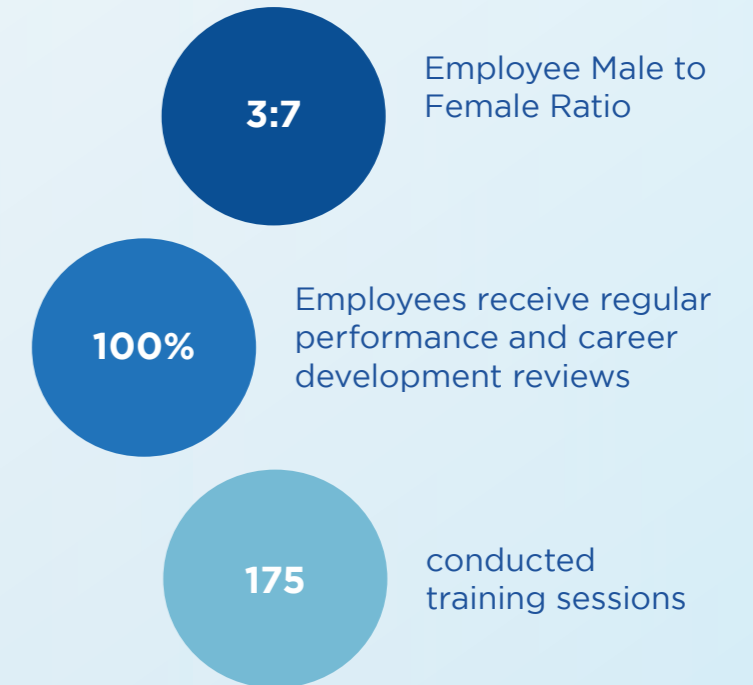 3:7
Employee Male to
Female Ratio
100%
Employees receive regular
performance and career
development reviews
175
conducted
training sessions